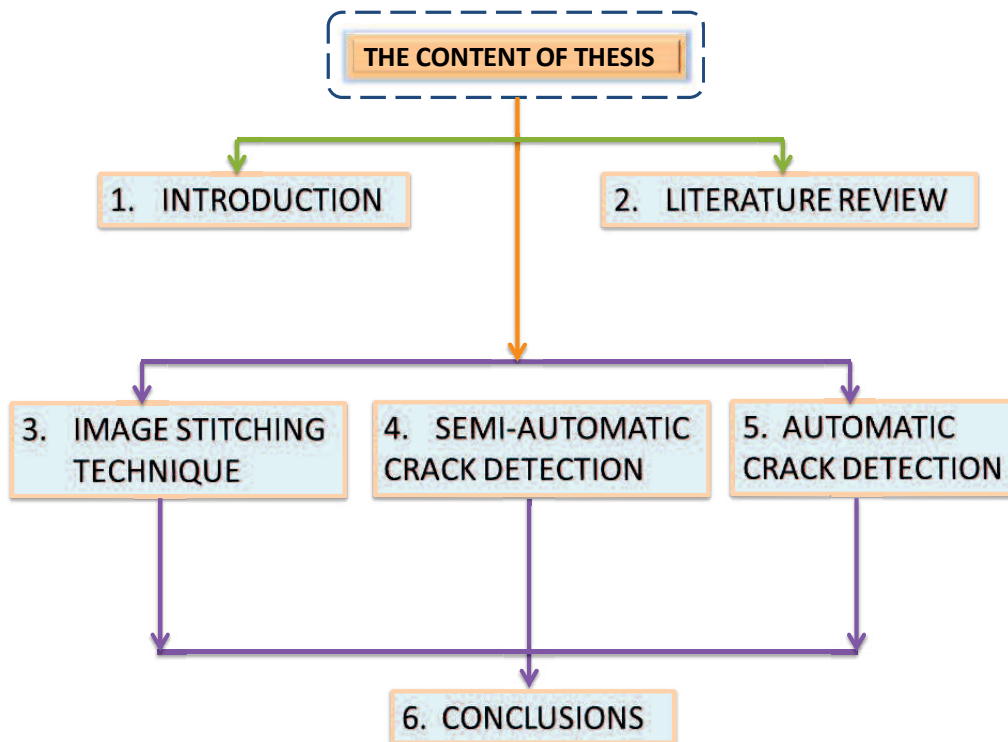 THE CONTENT OF THESIS
1. INTRODUCTION
2. LITERATURE REVIEW
3. IMAGE STITCHING
TECHNIQUE
4. SEMI-AUTOMATIC
CRACK DETECTION
5. AUTOMATIC
CRACK DETECTION
6. CONCLUSIONS